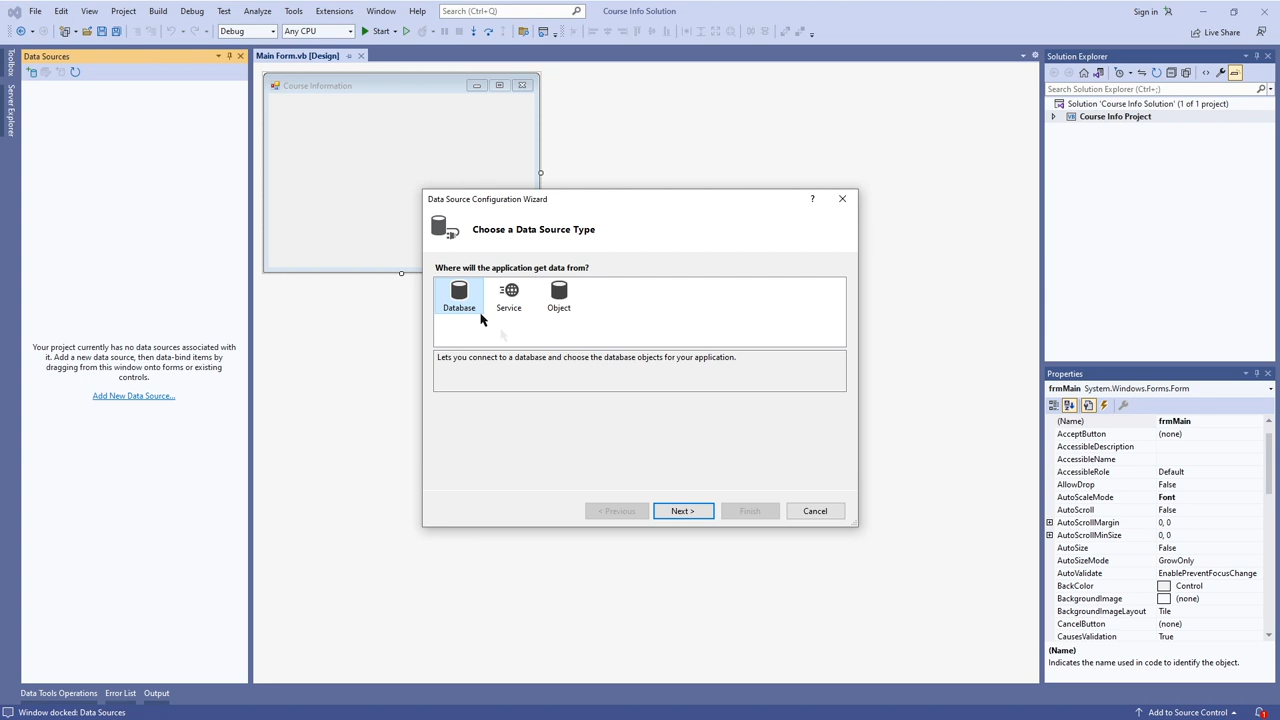 File Edit View Project Build Debug Test Analyze Tools Extensions Window Help Search (Ctrl+Q) Course Info Solution Sign in
Debug Any CPU Start Live Share
Toolbox
Server Explorer
Data Sources
Main Form.vb [Design]
Course Information
Your project currently has no data sources associated
with it. Add a new data source, then data-bind items by
dragging from this window onto forms or existing
controls.
Add New Data Source...
Data Source Configuration Wizard
?
Choose a Data Source Type
Where will the application get data from?
Database Service Object
Lets you connect to a database and choose the database objects for your application.
< Previous Next > Finish Cancel
Solution Explorer
Search Solution Explorer (Ctrl+;)
Solution 'Course Info Solution' (1 of 1 project)
VB Course Info Project
Properties
frmMain System.Windows.Forms.Form
(Name) frmMain
AcceptButton (none)
AccessibleDescription
AccessibleName
AccessibleRole Default
AllowDrop False
AutoScaleMode Font
AutoScroll False
AutoScrollMargin 0, 0
AutoScrollMinSize 0, 0
AutoSize False
AutoSizeMode GrowOnly
AutoValidate EnablePreventFocusChange
BackColor Control
BackgroundImage (none)
BackgroundImageLayout Tile
CancelButton (none)
CausesValidation True
(Name)
Indicates the name used in code to identify the object.
Data Tools Operations Error List Output
Window docked: Data Sources
Add to Source Control
1